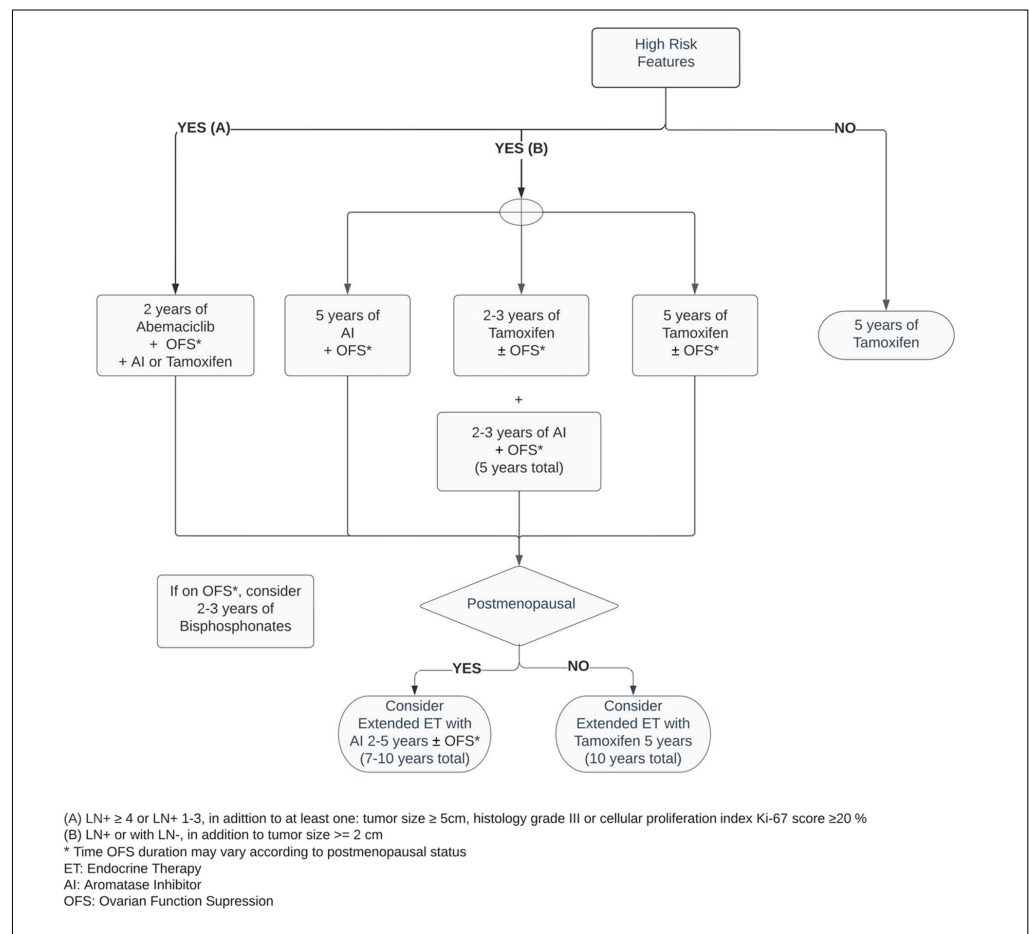 High Risk
Features
YES (A)
YES (B)
NO
2 years of
Abemaciclib
+ OFS*
+ AI or Tamoxifen
5 years of
AI
+ OFS*
2-3 years of
Tamoxifen
± OFS*
5 years of
Tamoxifen
± OFS*
5 years of
Tamoxifen
+
2-3 years of AI
+ OFS*
(5 years total)
If on OFS*, consider
2-3 years of
Bisphosphonates
Postmenopausal
YES
NO
Consider
Extended ET with
AI 2-5 years ± OFS*
(7-10 years total)
Consider
Extended ET with
Tamoxifen 5 years
(10 years total)
(A) LN+ ≥ 4 or LN+ 1-3, in adittion to at least one: tumor size ≥ 5cm, histology grade III or cellular proliferation index Ki-67 score ≥20 %
(B) LN+ or with LN-, in addition to tumor size >= 2 cm
* Time OFS duration may vary according to postmenopausal status
ET: Endocrine Therapy
AI: Aromatase Inhibitor
OFS: Ovarian Function Supression